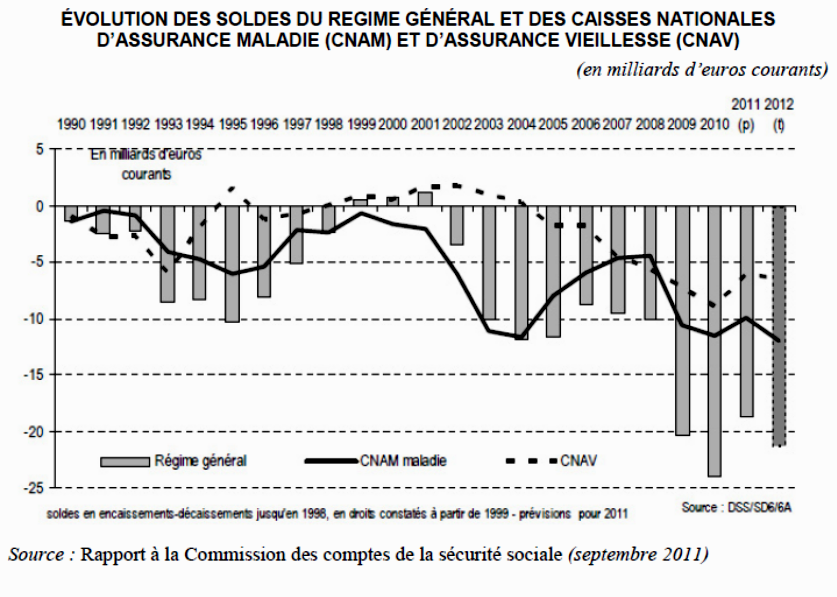 ÉVOLUTION DES SOLDES DU REGIME GÉNÉRAL ET DES CAISSES NATIONALES
D'ASSURANCE MALADIE (CNAM) ET D'ASSURANCE VIEILLESSE (CNAV)
(en milliards d'euros courants)
2011 2012
1990 1991 1992 1993 1994 1995 1996 1997 1998 1999 2000 2001 2002 2003 2004 2005 2006 2007 2008 2009 2010 (p) (t)
5
En milliards d'euros
courants
0
-5
-10
-15
-20
Régime général CNAM maladie CNAV
-25
soldes en encaissements-décaissements jusqu'en 1998, en droits constatés à partir de 1999 - prévisions pour 2011
Source : DSS/SD6/6A
Source : Rapport à la Commission des comptes de la sécurité sociale (septembre 2011)